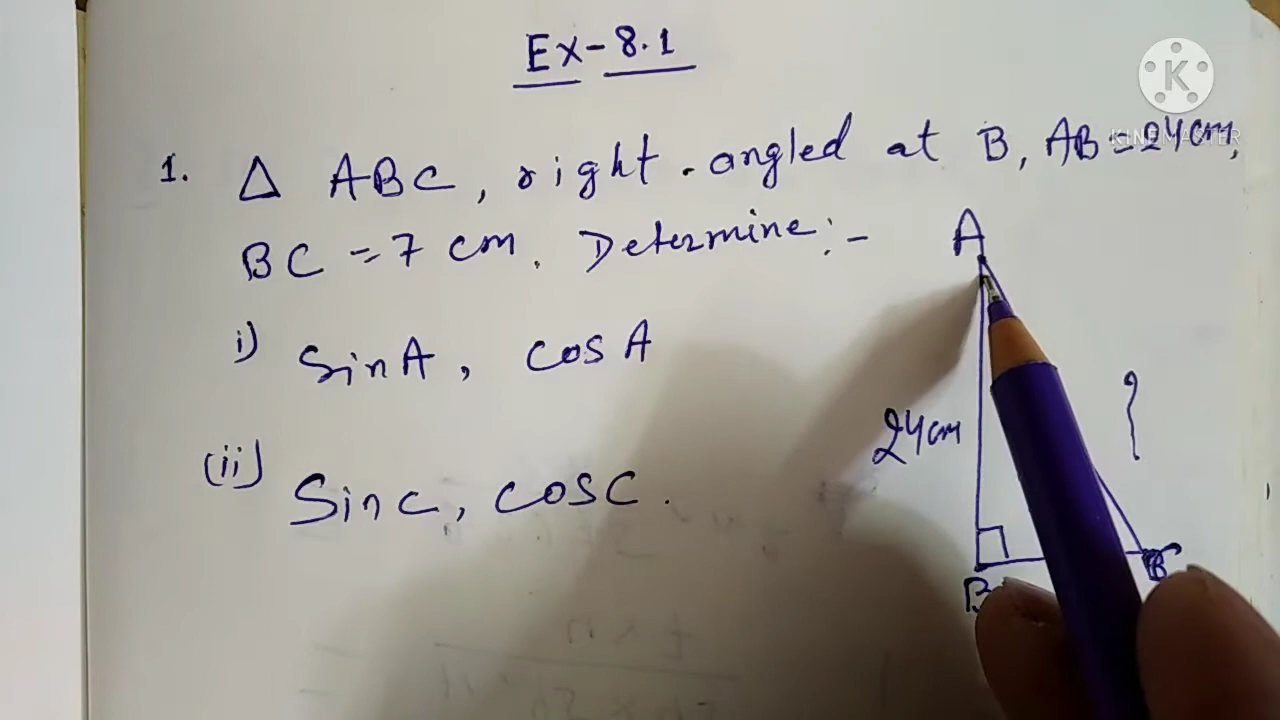 Ex-8.1
KINEMASTER
1. Δ ABC, right-angled at B, AB=24cm,
BC=7 cm. Determine:-
A
i) SinA, cosA
24cm
(ii) Sinc, cosc.
B